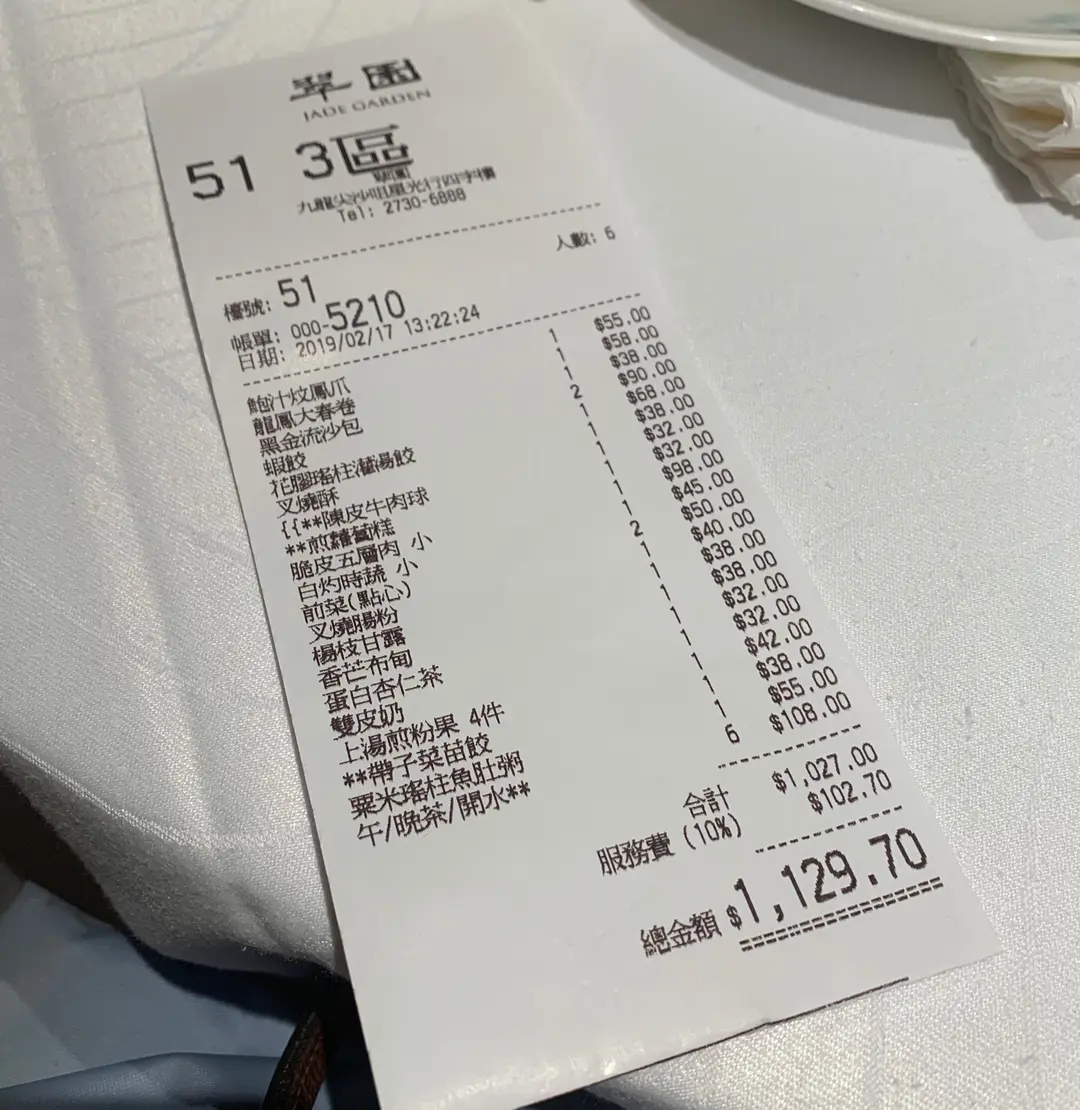 翠園
JADE GARDEN
51 3區
翠園
九龍尖沙咀星光行四字樓
Tel: 2730-6888
人數: 6
檯號: 51
帳單: 000-5210
日期: 2019/02/17 13:22:24
鮑汁炆鳳爪 1 $55.00
龍鳳大春卷 1 $58.00
黑金流沙包 1 $38.00
蝦餃 2 $90.00
花膠瑤柱灌湯餃 1 $68.00
叉燒酥 1 $38.00
{{**陳皮牛肉球 1 $32.00
**煎蘿蔔糕 1 $32.00
脆皮五層肉 小 1 $98.00
白灼時蔬 小 1 $45.00
前菜(點心) 2 $50.00
叉燒腸粉 1 $40.00
楊枝甘露 1 $38.00
香芒布甸 1 $38.00
蛋白杏仁茶 1 $32.00
雙皮奶 1 $32.00
上湯煎粉果 4件 1 $42.00
**帶子菜苗餃 1 $38.00
粟米瑤柱魚肚粥 1 $55.00
午/晚茶/開水** 6 $108.00
合計 $1,027.00
服務費 (10%) $102.70
總金額 $1,129.70